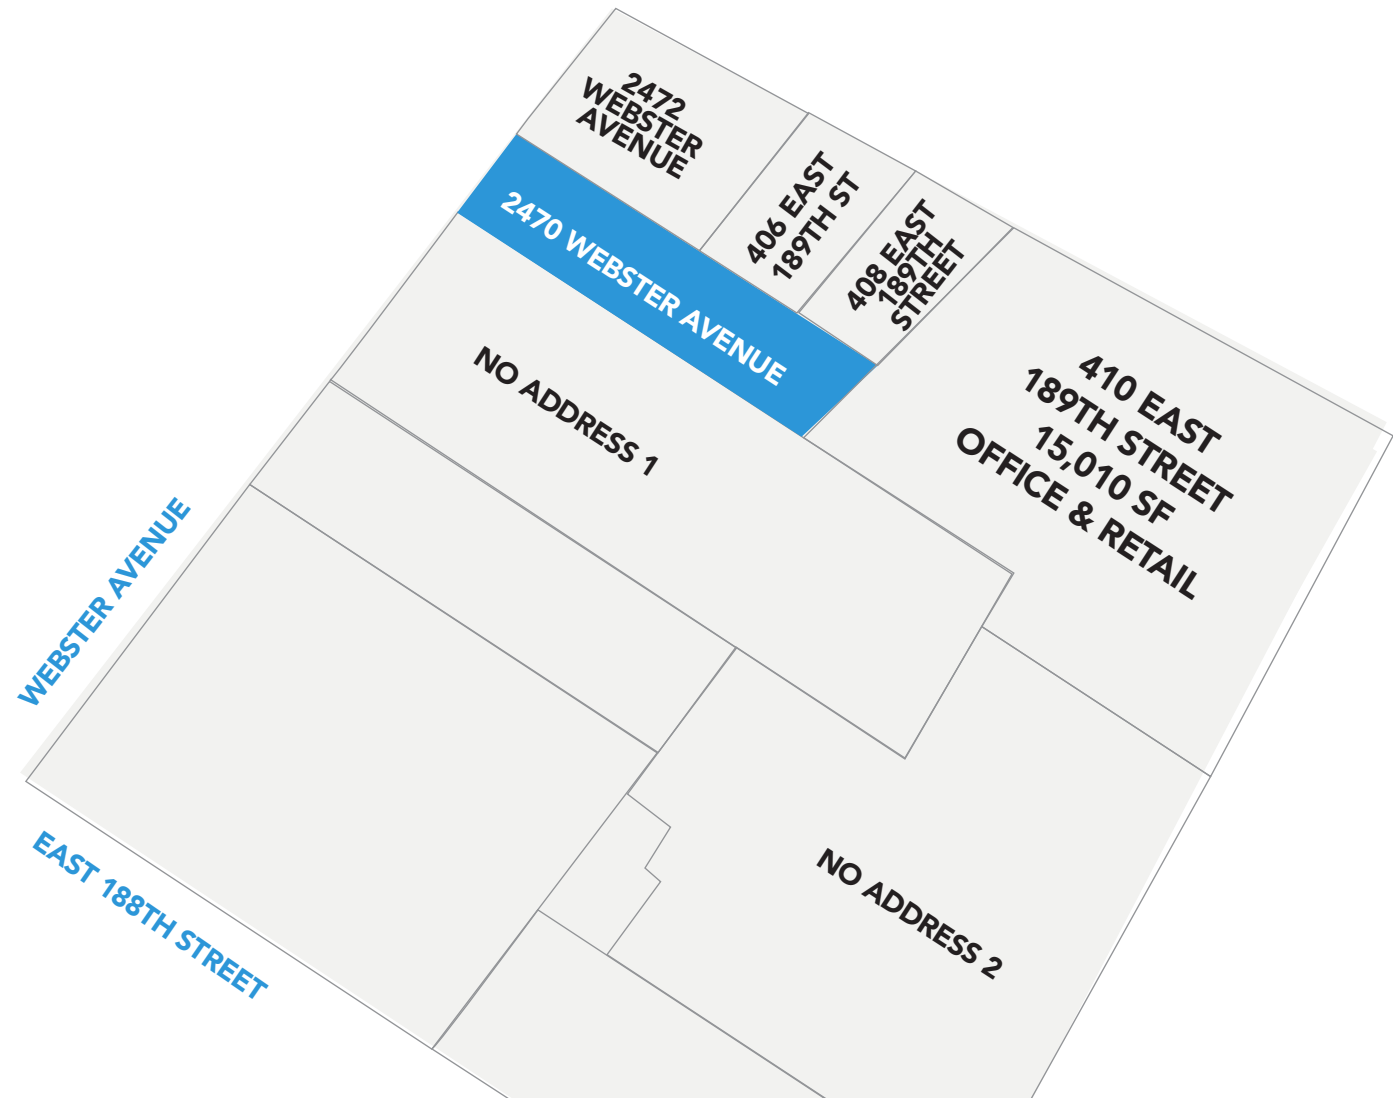 2472
WEBSTER
AVENUE
406 EAST
189TH ST
408 EAST
189TH
STREET
2470 WEBSTER AVENUE
410 EAST
189TH STREET
15,010 SF
OFFICE & RETAIL
NO ADDRESS 1
WEBSTER AVENUE
EAST 188TH STREET
NO ADDRESS 2